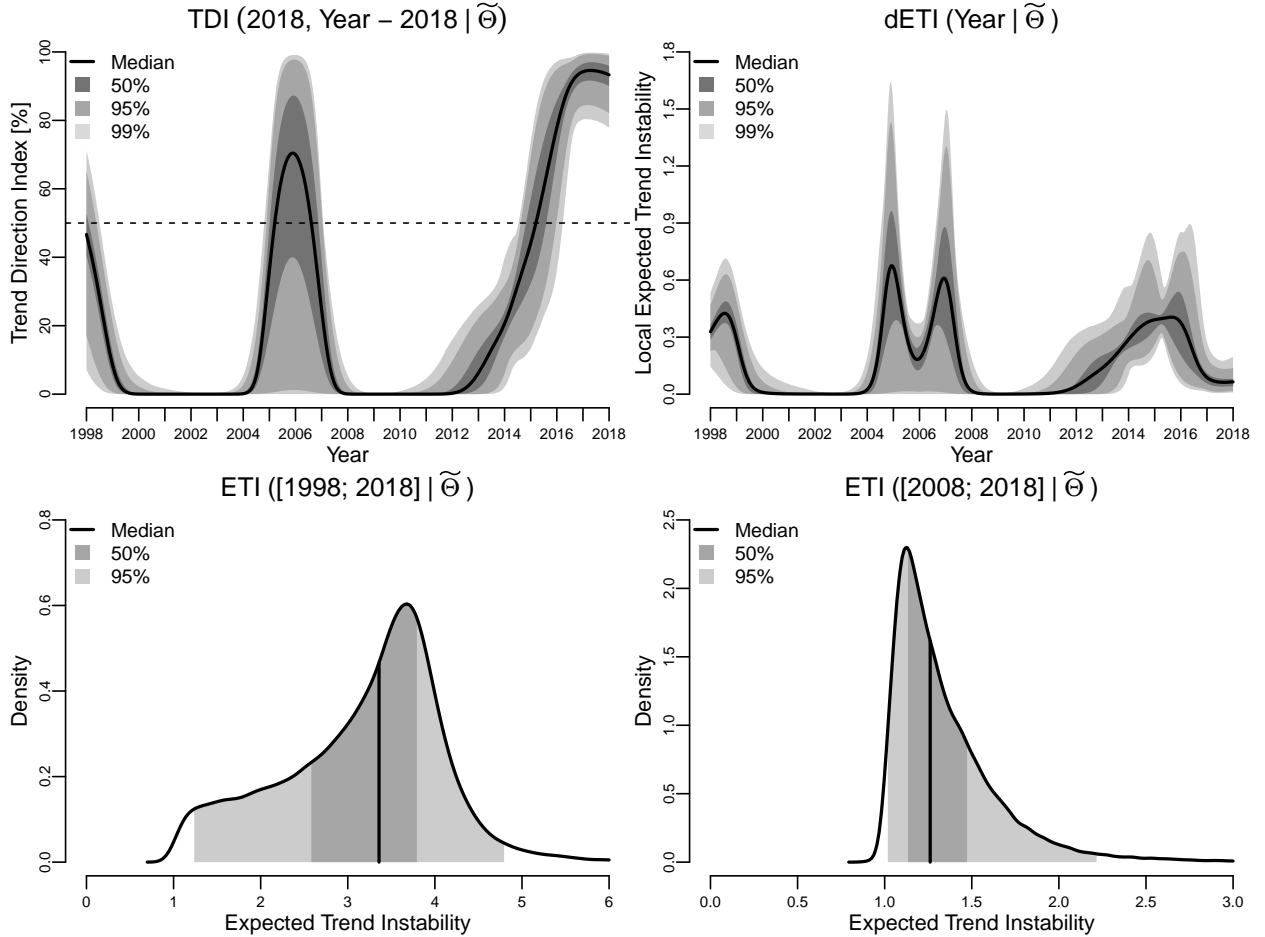 TDI (2018, Year − 2018 | Θ̃)
Trend Direction Index [%]
100
80
60
40
20
0
Median
50%
95%
99%
1998 2000 2002 2004 2006 2008 2010 2012 2014 2016 2018
Year
dETI (Year | Θ̃ )
Local Expected Trend Instability
1.8
1.5
1.2
0.9
0.6
0.3
0.0
Median
50%
95%
99%
1998 2000 2002 2004 2006 2008 2010 2012 2014 2016 2018
Year
ETI ([1998; 2018] | Θ̃ )
Density
0.8
0.6
0.4
0.2
0.0
Median
50%
95%
0 1 2 3 4 5 6
Expected Trend Instability
ETI ([2008; 2018] | Θ̃ )
Density
2.5
2.0
1.5
1.0
0.5
0.0
Median
50%
95%
0.0 0.5 1.0 1.5 2.0 2.5 3.0
Expected Trend Instability